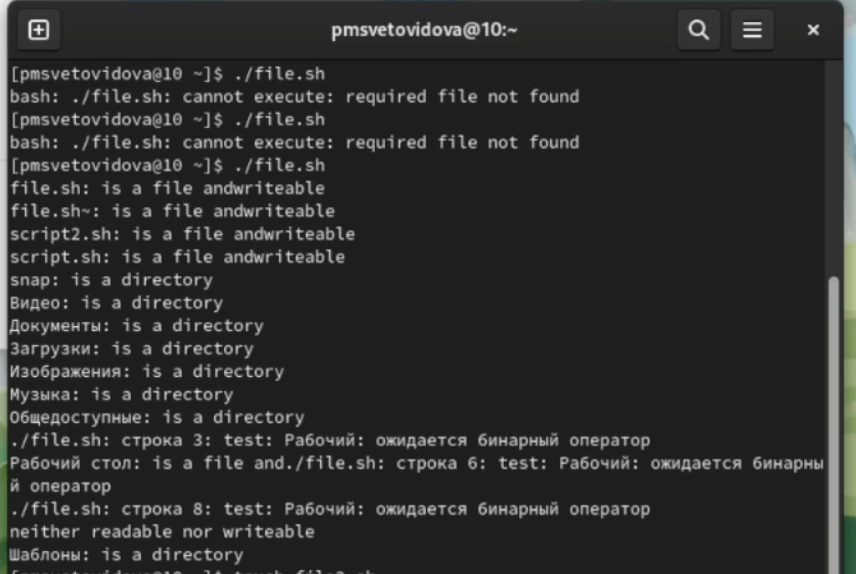 pmsvetovidova@10:~
[pmsvetovidova@10 ~]$ ./file.sh
bash: ./file.sh: cannot execute: required file not found
[pmsvetovidova@10 ~]$ ./file.sh
bash: ./file.sh: cannot execute: required file not found
[pmsvetovidova@10 ~]$ ./file.sh
file.sh: is a file andwriteable
file.sh~: is a file andwriteable
script2.sh: is a file andwriteable
script.sh: is a file andwriteable
snap: is a directory
Видео: is a directory
Документы: is a directory
Загрузки: is a directory
Изображения: is a directory
Музыка: is a directory
Общедоступные: is a directory
./file.sh: строка 3: test: Рабочий: ожидается бинарный оператор
Рабочий стол: is a file and./file.sh: строка 6: test: Рабочий: ожидается бинарны
й оператор
./file.sh: строка 8: test: Рабочий: ожидается бинарный оператор
neither readable nor writeable
Шаблоны: is a directory